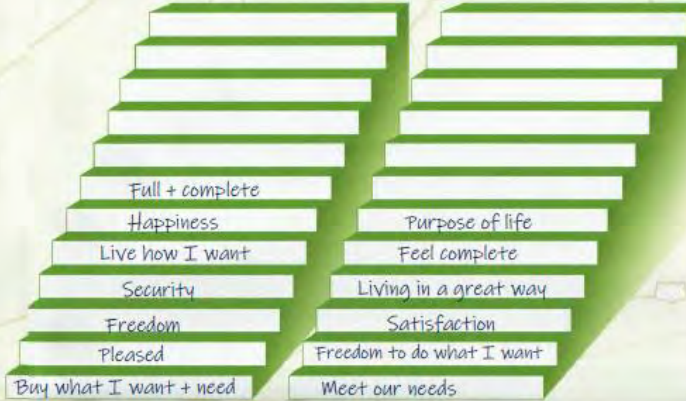 Full + complete
Happiness
Live how I want
Security
Freedom
Pleased
Buy what I want + need
Purpose of life
Feel complete
Living in a great way
Satisfaction
Freedom to do what I want
Meet our needs